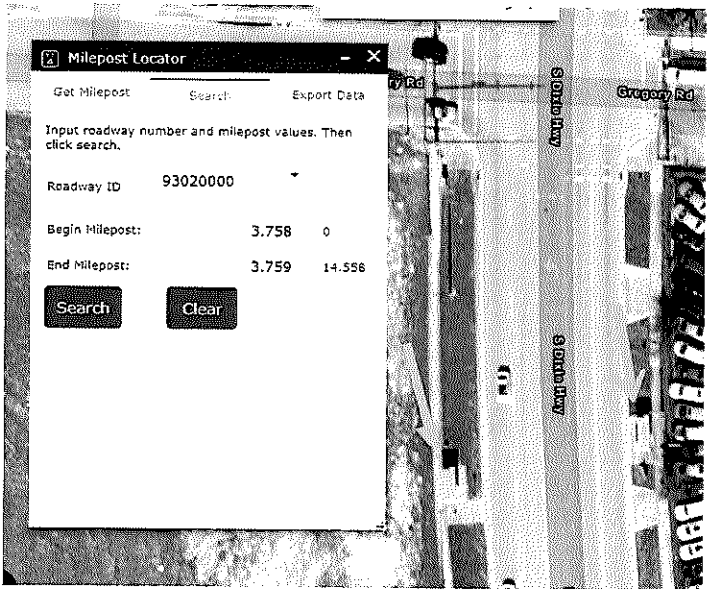 Milepost Locator
Get Milepost Search Export Data
Input roadway number and milepost values. Then
click search.
Roadway ID 93020000
Begin Milepost: 3.758 0
End Milepost: 3.759 14.556
Search Clear
ry Rd
S Dixie Hwy
Gregory Rd
S Dixie Hwy